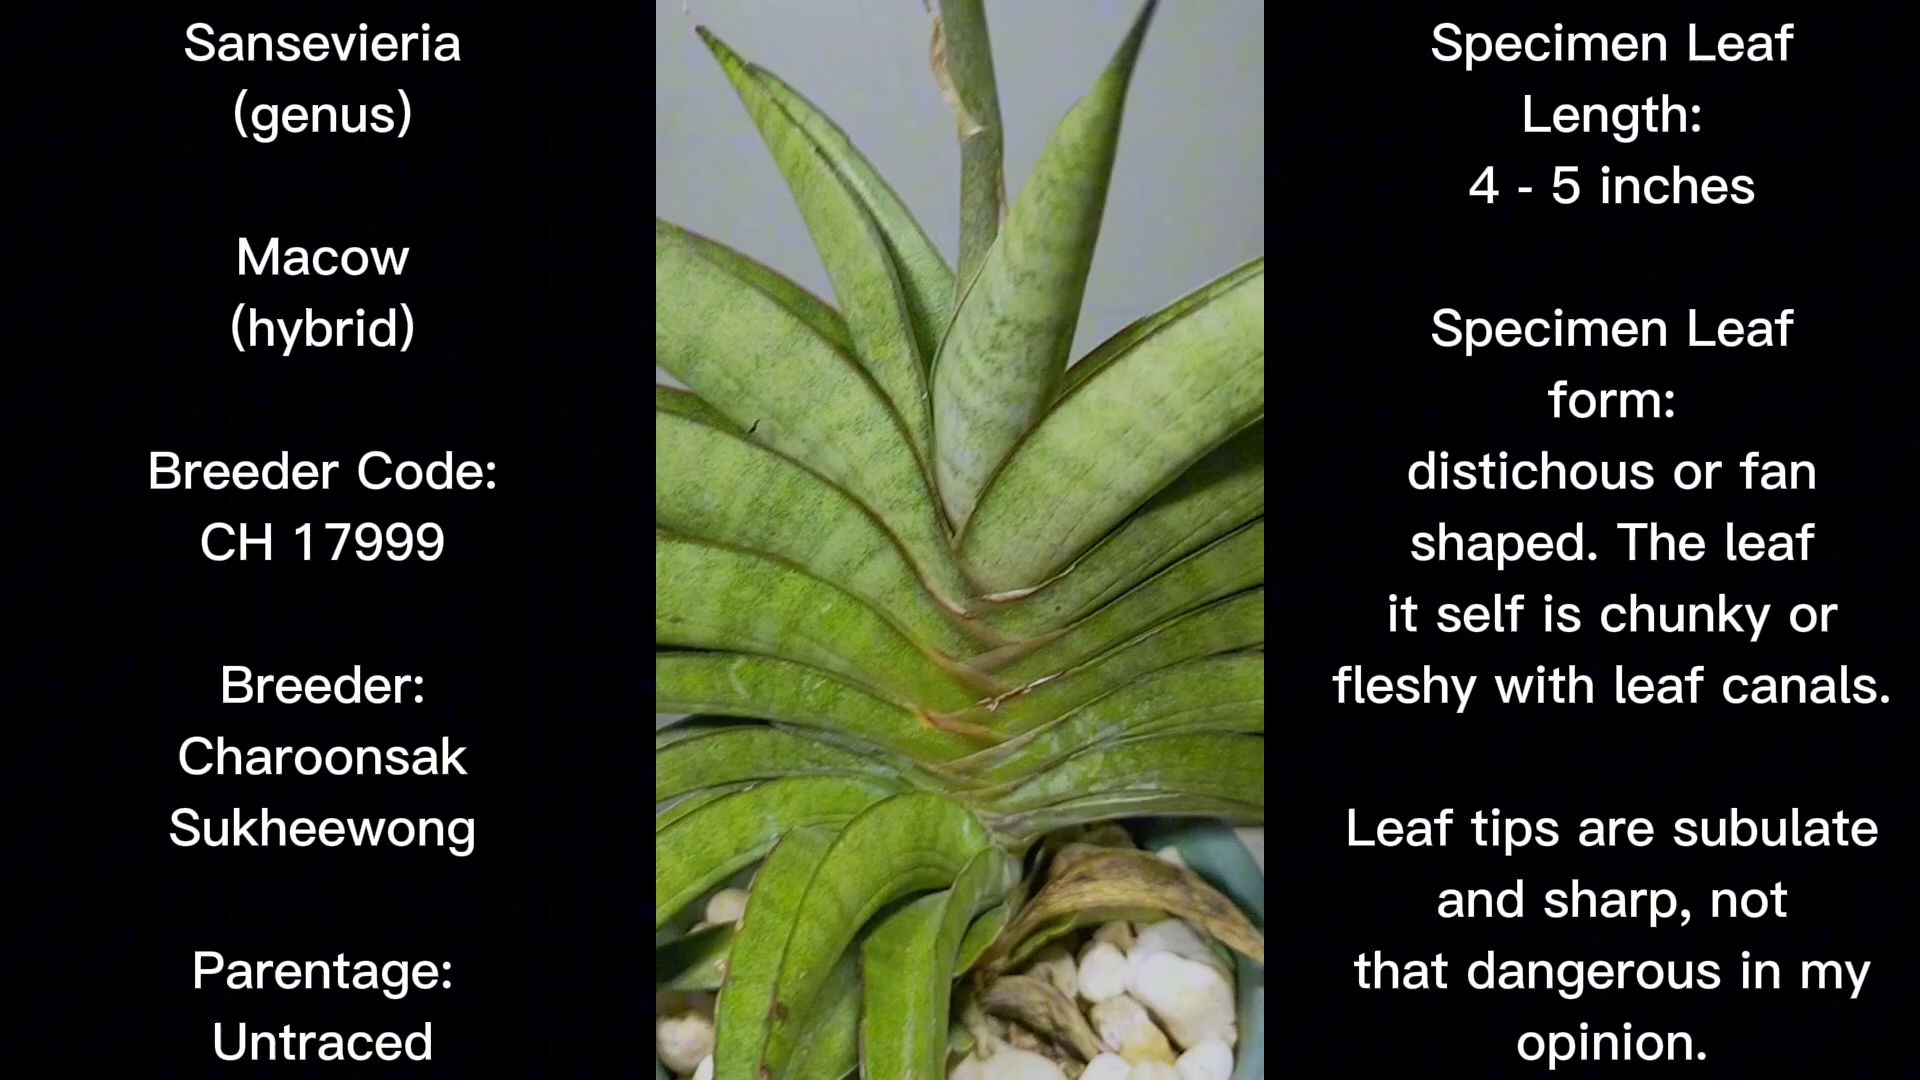 Sansevieria
(genus)
Macow
(hybrid)
Breeder Code:
CH 17999
Breeder:
Charoonsak
Sukheewong
Parentage:
Untraced
Specimen Leaf
Length:
4 - 5 inches
Specimen Leaf
form:
distichous or fan
shaped. The leaf
it self is chunky or
fleshy with leaf canals.
Leaf tips are subulate
and sharp, not
that dangerous in my
opinion.